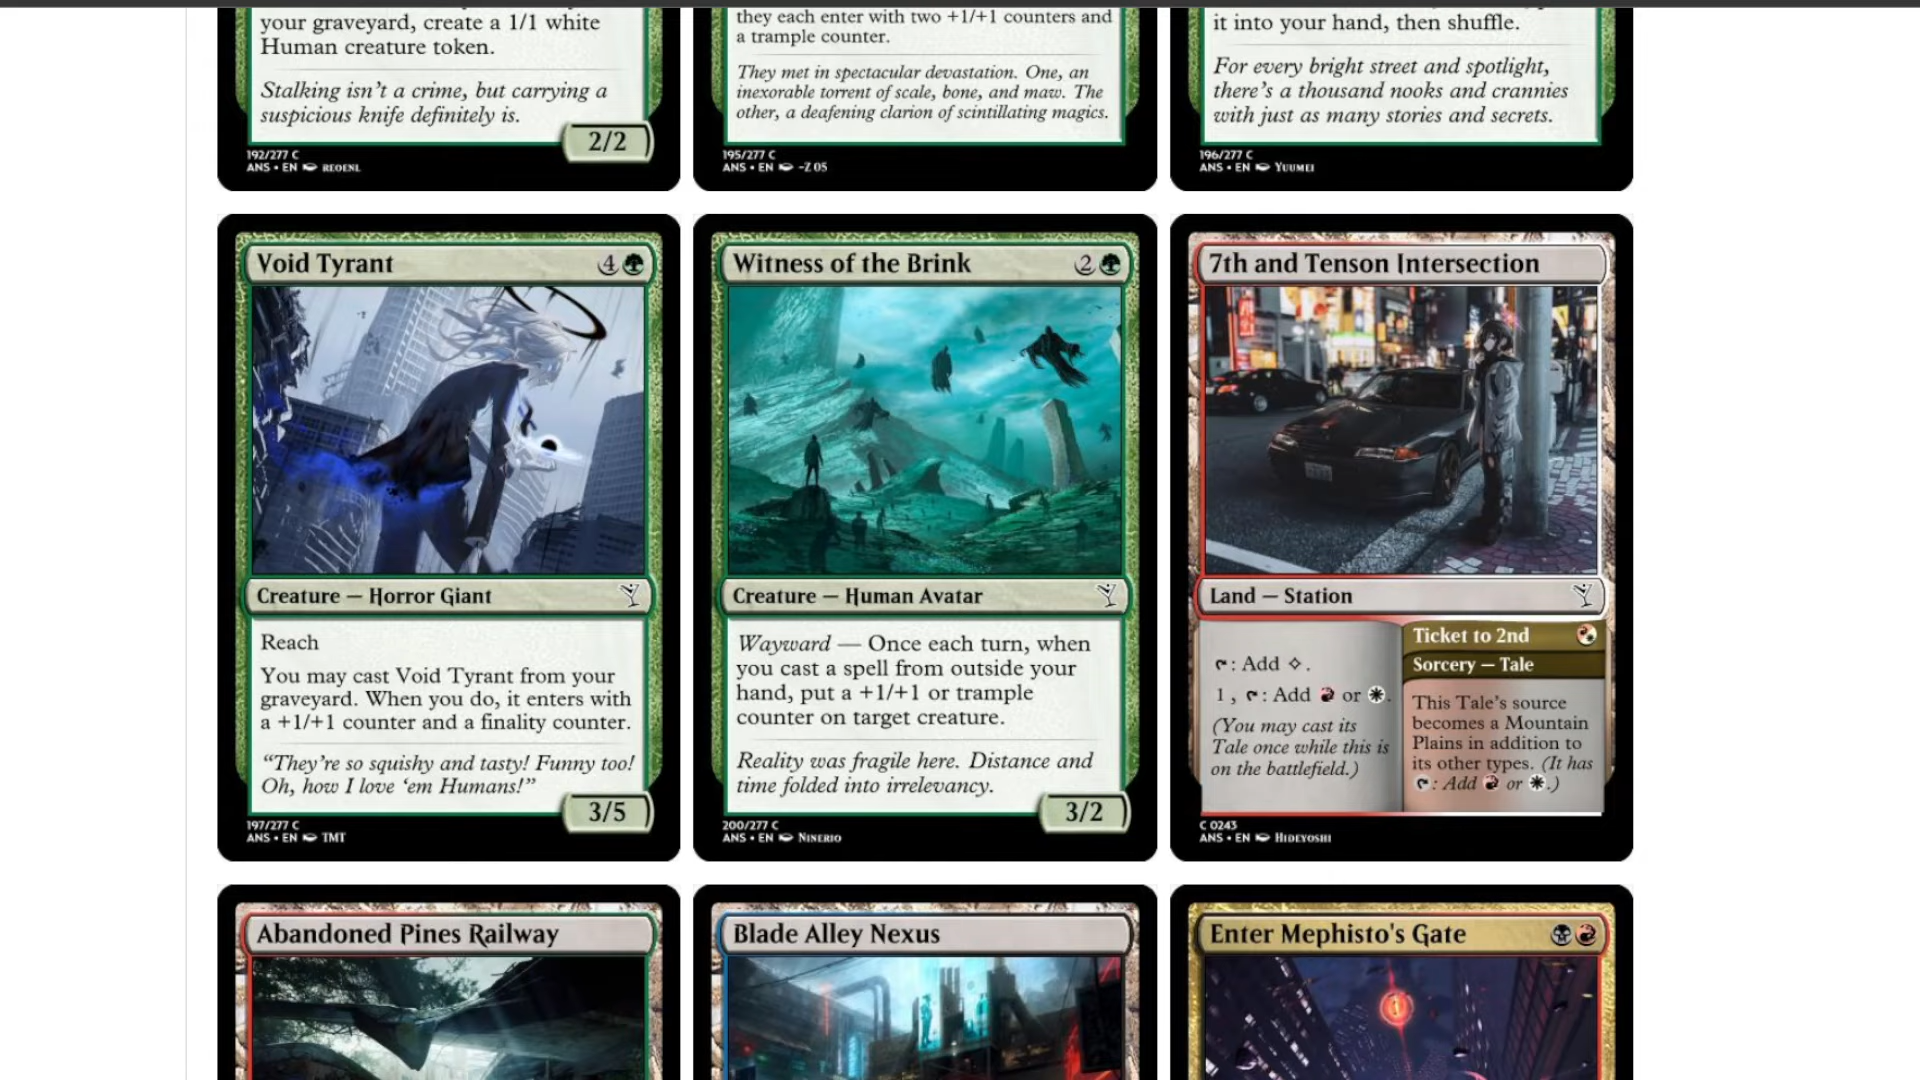 your graveyard, create a 1/1 white
Human creature token.
Stalking isn't a crime, but carrying a
suspicious knife definitely is.
2/2
192/277 C
ANS • EN REOENL
they each enter with two +1/+1 counters and
a trample counter.
They met in spectacular devastation. One, an
inexorable torrent of scale, bone, and maw. The
other, a deafening clarion of scintillating magics.
195/277 C
ANS • EN -Z 05
it into your hand, then shuffle.
For every bright street and spotlight,
there's a thousand nooks and crannies
with just as many stories and secrets.
196/277 C
ANS • EN YUUMEI
Void Tyrant 4
Creature — Horror Giant
Reach
You may cast Void Tyrant from your
graveyard. When you do, it enters with
a +1/+1 counter and a finality counter.
“They're so squishy and tasty! Funny too!
Oh, how I love ‘em Humans!”
3/5
197/277 C
ANS • EN TMT
Witness of the Brink 2
Creature — Human Avatar
Wayward — Once each turn, when
you cast a spell from outside your
hand, put a +1/+1 or trample
counter on target creature.
Reality was fragile here. Distance and
time folded into irrelevancy.
3/2
200/277 C
ANS • EN NINERIO
7th and Tenson Intersection
Land — Station
: Add .
1 , : Add or .
(You may cast its
Tale once while this is
on the battlefield.)
Ticket to 2nd
Sorcery — Tale
This Tale's source
becomes a Mountain
Plains in addition to
its other types. (It has
: Add or .)
C 0243
ANS • EN HIDEYOSHI
Abandoned Pines Railway
Blade Alley Nexus
Enter Mephisto's Gate